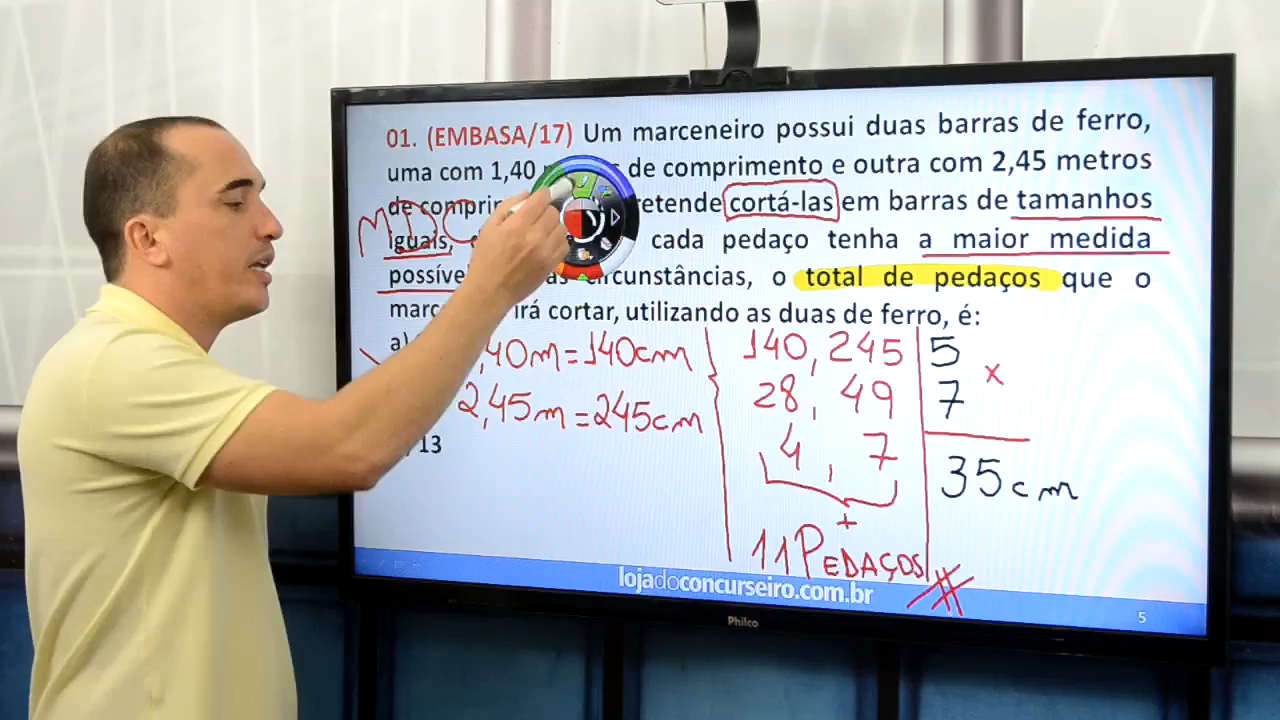 01. (EMBASA/17) Um marceneiro possui duas barras de ferro,
uma com 1,40 de comprimento e outra com 2,45 metros
de cortá-las em barras de tamanhos
MDC
iguais, cada pedaço tenha a maior medida
o total de pedaços que o
irá cortar, utilizando as duas de ferro, é:
a)
,40m=140cm
2,45m=245cm
13
140, 245 5
28, 49 7 x
4, 7 35cm
+
11 PEDAÇOS
lojadoconcurseiro.com.br
5
Philco